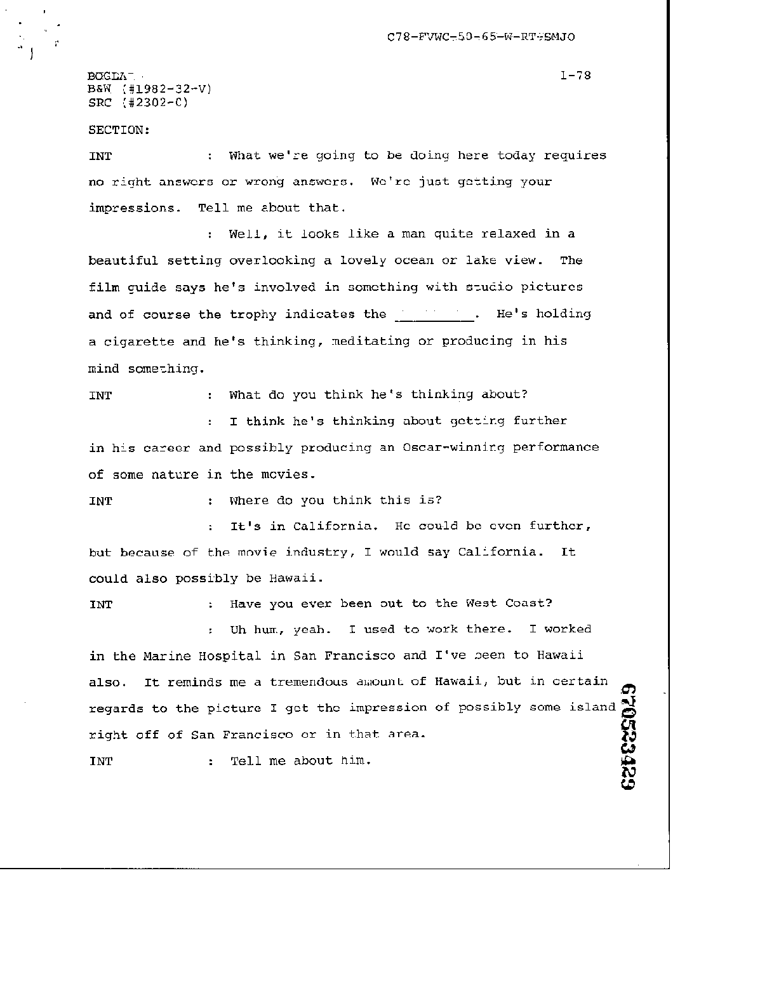 C78-FVWC-50-65-W-RT-SMJO
1-78
B&W (#1982-32-V)
SRC (#2302-C)
SECTION:
INT : What we're going to be doing here today requires
no right answers or wrong answers. We're just getting your
impressions. Tell me about that.
: Well, it looks like a man quite relaxed in a
beautiful setting overlooking a lovely ocean or lake view. The
film guide says he's involved in something with studio pictures
and of course the trophy indicates the ________. He's holding
a cigarette and he's thinking, meditating or producing in his
mind something.
INT : What do you think he's thinking about?
: I think he's thinking about getting further
in his career and possibly producing an Oscar-winning performance
of some nature in the movies.
INT : Where do you think this is?
: It's in California. He could be even further,
but because of the movie industry, I would say California. It
could also possibly be Hawaii.
INT : Have you ever been out to the West Coast?
: Uh hum, yeah. I used to work there. I worked
in the Marine Hospital in San Francisco and I've been to Hawaii
also. It reminds me a tremendous amount of Hawaii, but in certain
regards to the picture I get the impression of possibly some island
right off of San Francisco or in that area.
INT : Tell me about him.
670523429